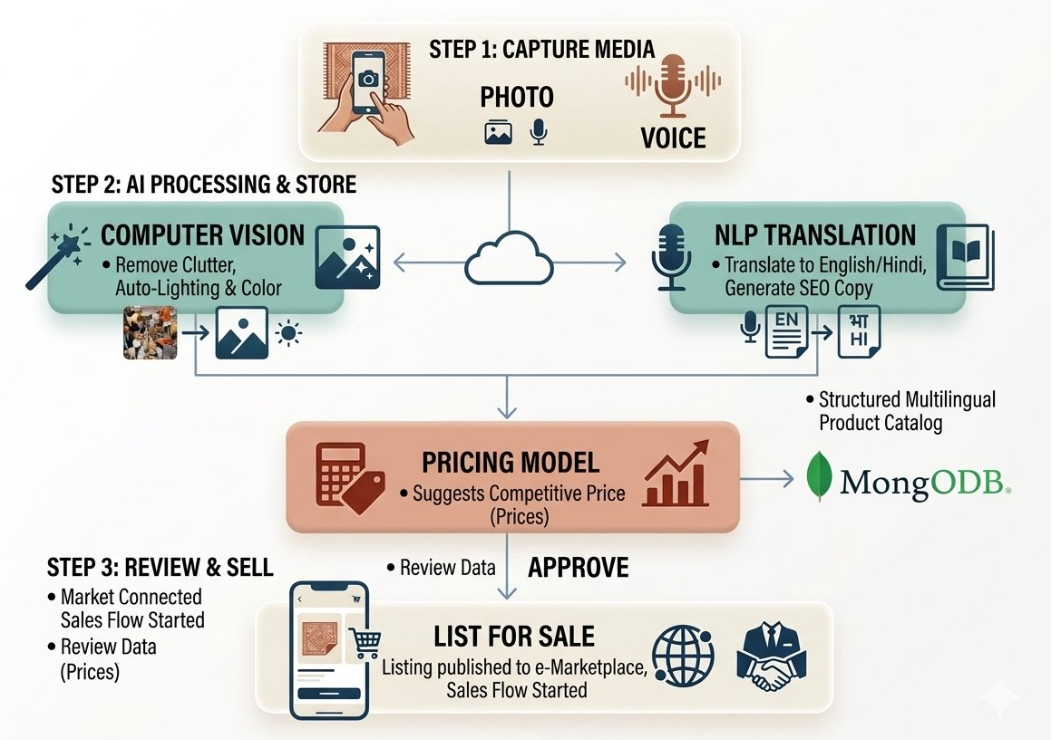 STEP 1: CAPTURE MEDIA
PHOTO
VOICE
STEP 2: AI PROCESSING & STORE
COMPUTER VISION
• Remove Clutter,
Auto-Lighting & Color
NLP TRANSLATION
• Translate to English/Hindi,
Generate SEO Copy
EN
भा
HI
• Structured Multilingual
Product Catalog
PRICING MODEL
• Suggests Competitive Price
(Prices)
MongODB®
STEP 3: REVIEW & SELL
• Market Connected
Sales Flow Started
• Review Data
(Prices)
• Review Data
APPROVE
LIST FOR SALE
Listing published to e-Marketplace,
Sales Flow Started